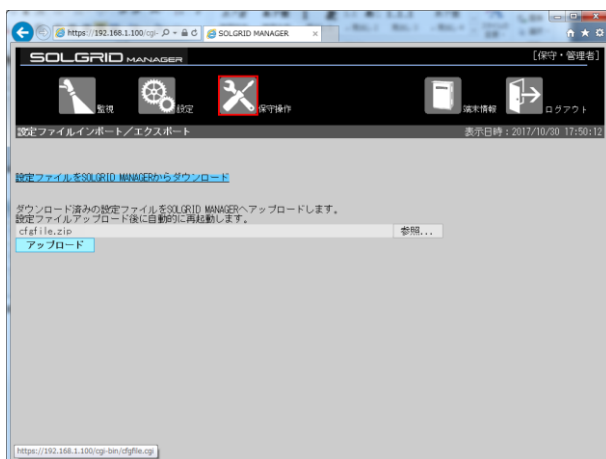 https://192.168.1.100/cgi-
SOLGRID MANAGER
SOLGRID MANAGER
[保守・管理者]
監視
設定
保守操作
端末情報
ログアウト
設定ファイルインポート/エクスポート
表示日時:2017/10/30 17:50:12
設定ファイルをSOLGRID MANAGERからダウンロード
ダウンロード済みの設定ファイルをSOLGRID MANAGERへアップロードします。
設定ファイルアップロード後に自動的に再起動します。
cfgfile.zip
参照...
アップロード
https://192.168.1.100/cgi-bin/cfgfile.cgi